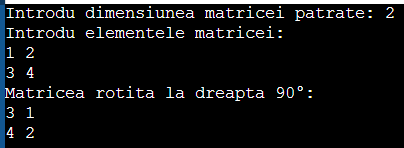 Introdu dimensiunea matricei patrate: 2
Introdu elementele matricei:
1 2
3 4
Matricea rotita la dreapta 90°:
3 1
4 2